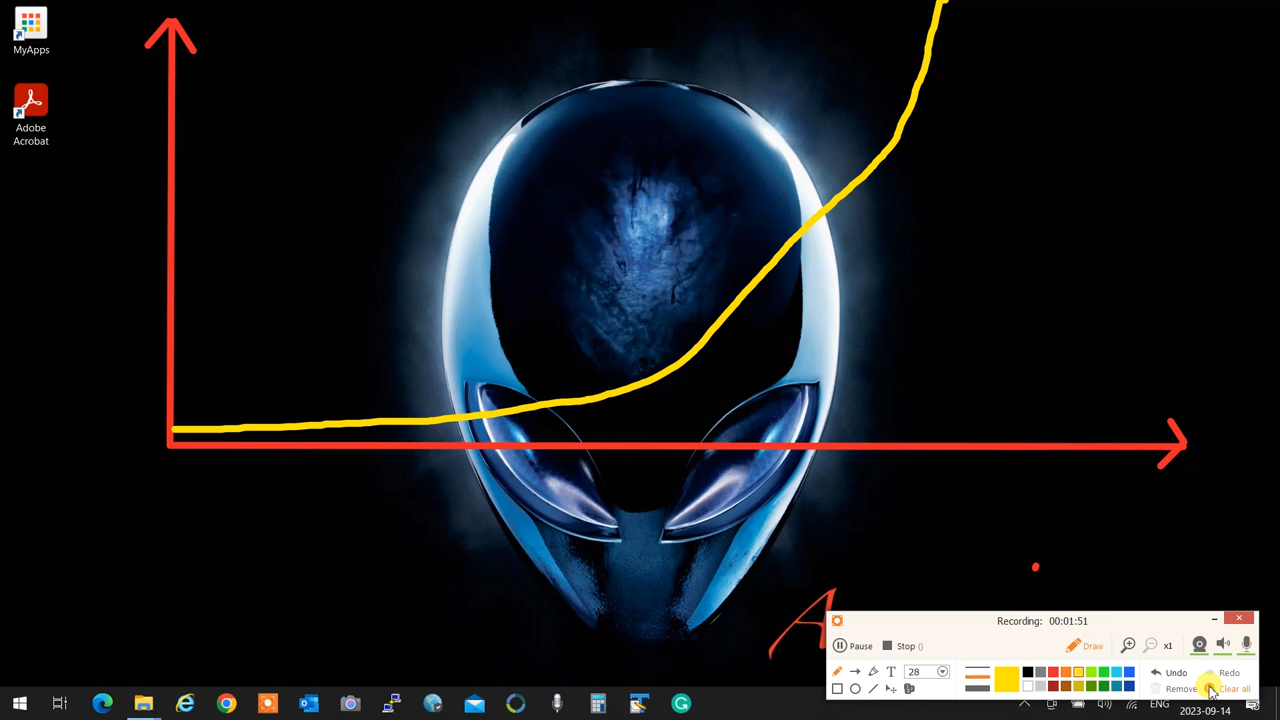 MyApps
Adobe
Acrobat
A
Recording: 00:01:51
Pause
Stop ()
Draw
x1
T
28
Undo
Redo
Remove
Clear all
ENG
2023-09-14